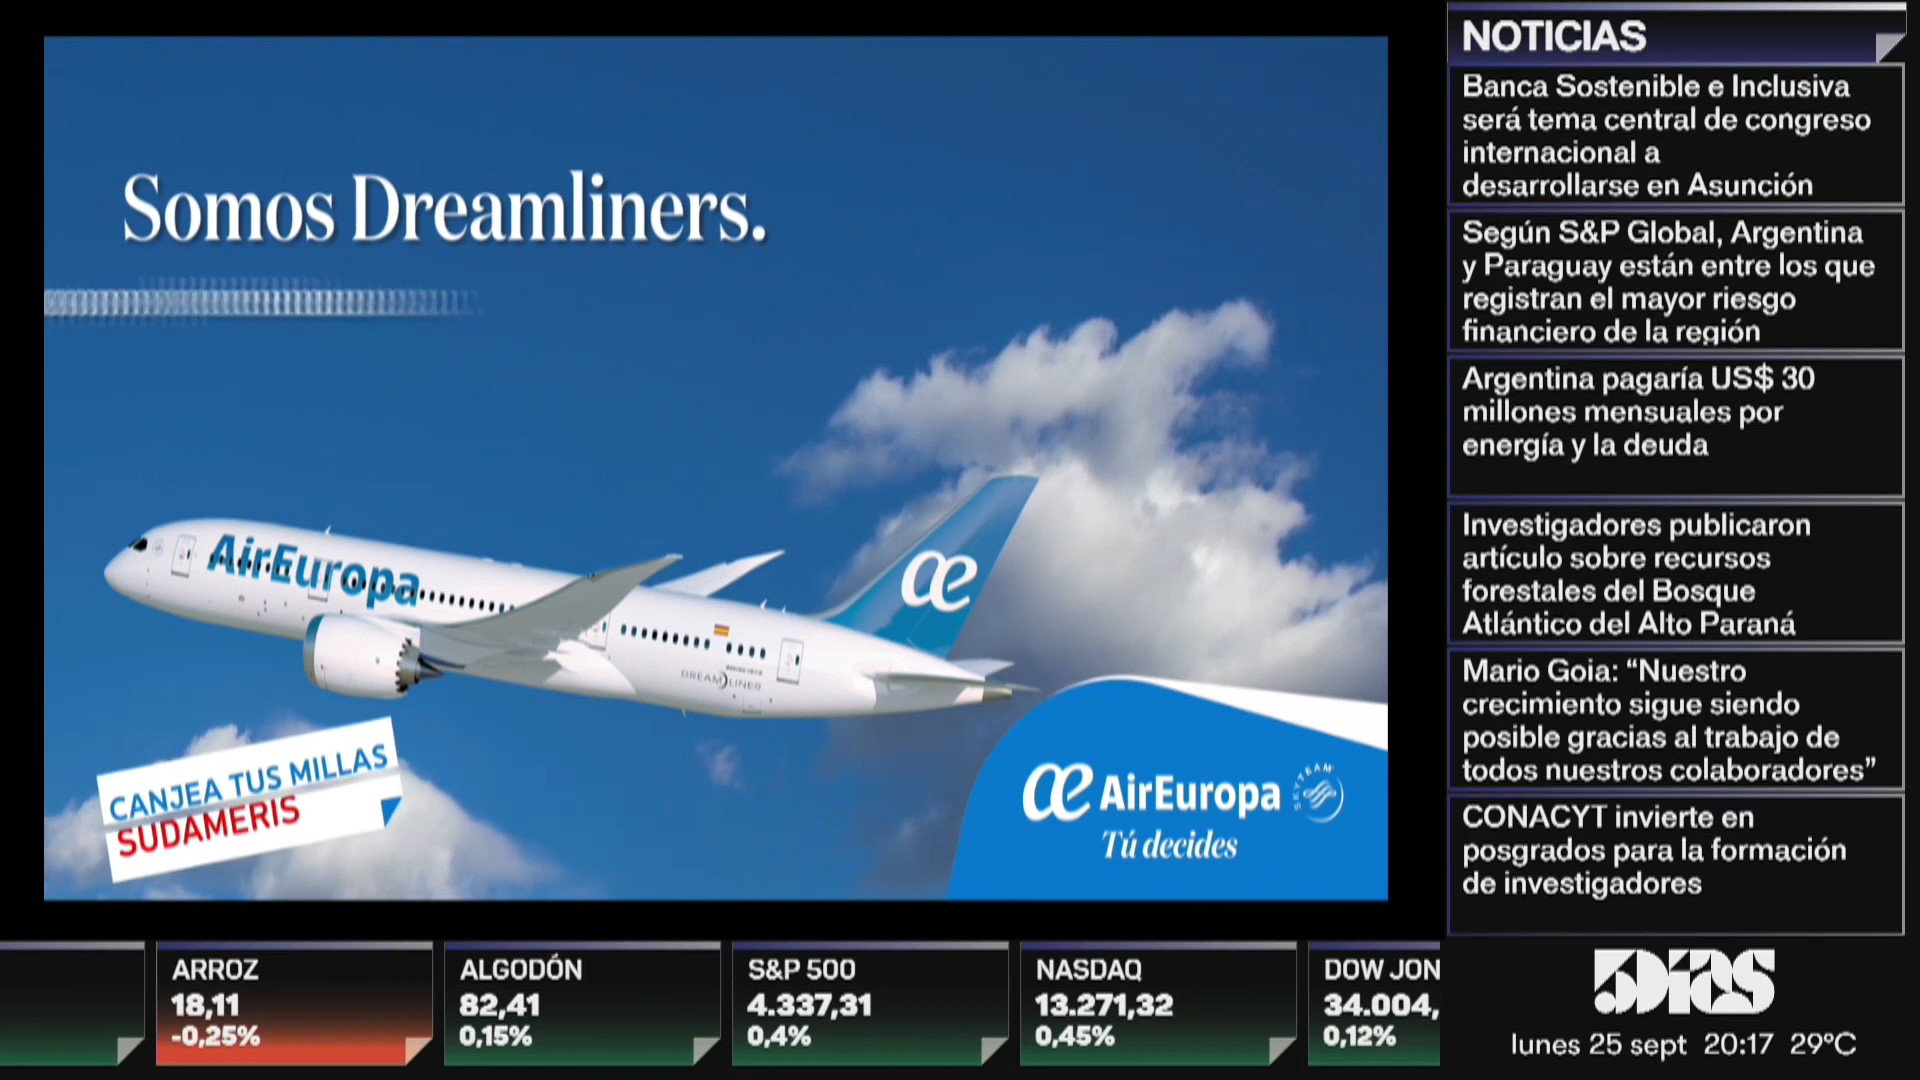 Somos Dreamliners.
AirEuropa
æ
DREAMLINER
CANJEA TUS MILLAS
SUDAMERIS
æ AirEuropa
SKYTEAM
Tú decides
NOTICIAS
Banca Sostenible e Inclusiva
será tema central de congreso
internacional a
desarrollarse en Asunción
Según S&P Global, Argentina
y Paraguay están entre los que
registran el mayor riesgo
financiero de la región
Argentina pagaría US$ 30
millones mensuales por
energía y la deuda
Investigadores publicaron
artículo sobre recursos
forestales del Bosque
Atlántico del Alto Paraná
Mario Goia: “Nuestro
crecimiento sigue siendo
posible gracias al trabajo de
todos nuestros colaboradores”
CONACYT invierte en
posgrados para la formación
de investigadores
ARROZ
18,11
-0,25%
ALGODÓN
82,41
0,15%
S&P 500
4.337,31
0,4%
NASDAQ
13.271,32
0,45%
DOW JON
34.004,
0,12%
5DÍAS
lunes 25 sept 20:17 29°C